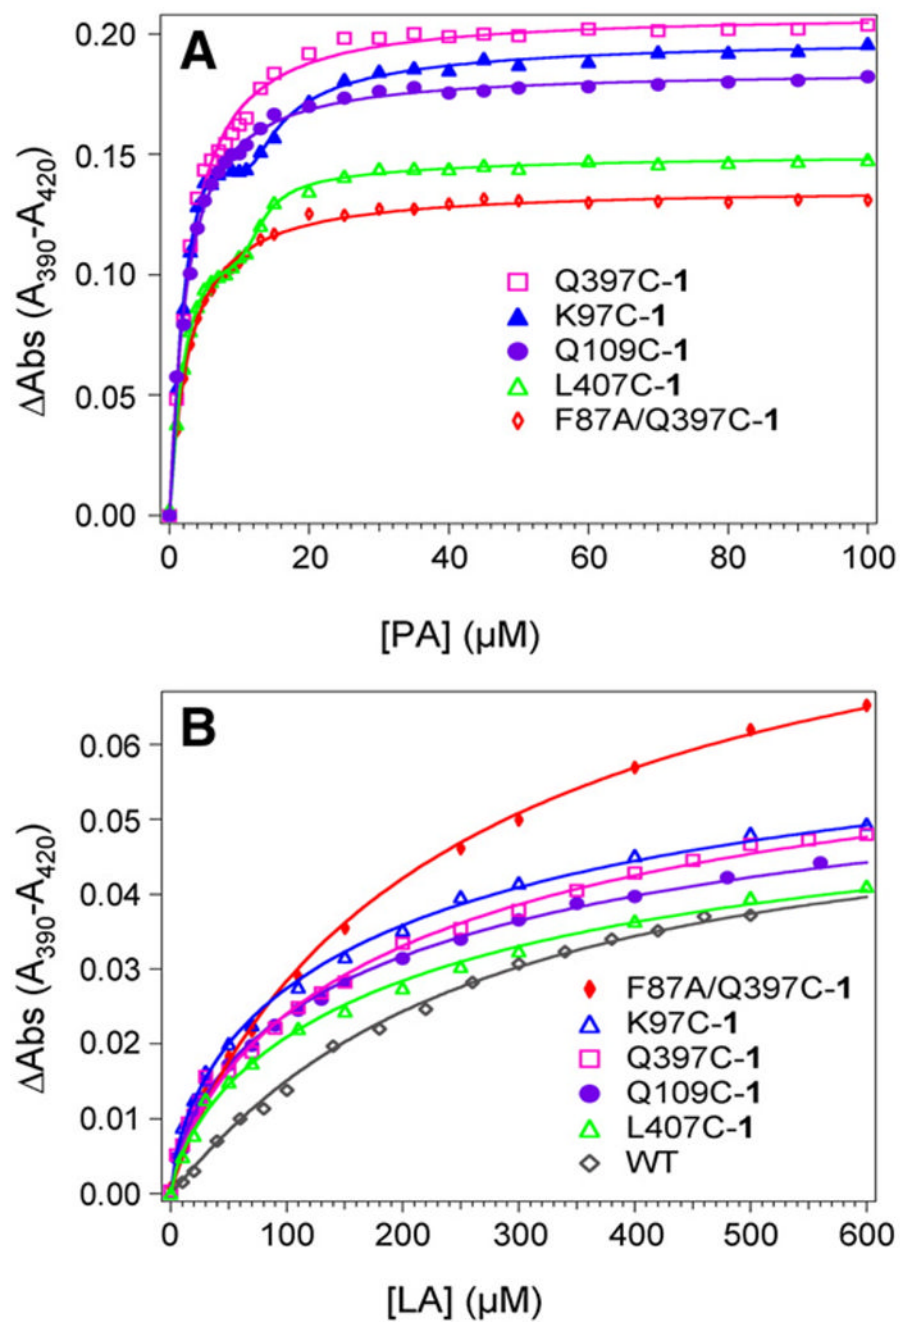 A
ΔAbs (A390-A420)
0.20
0.15
0.10
0.05
0.00
Q397C-1
K97C-1
Q109C-1
L407C-1
F87A/Q397C-1
0 20 40 60 80 100
[PA] (μM)
B
ΔAbs (A390-A420)
0.06
0.05
0.04
0.03
0.02
0.01
0.00
F87A/Q397C-1
K97C-1
Q397C-1
Q109C-1
L407C-1
WT
0 100 200 300 400 500 600
[LA] (μM)